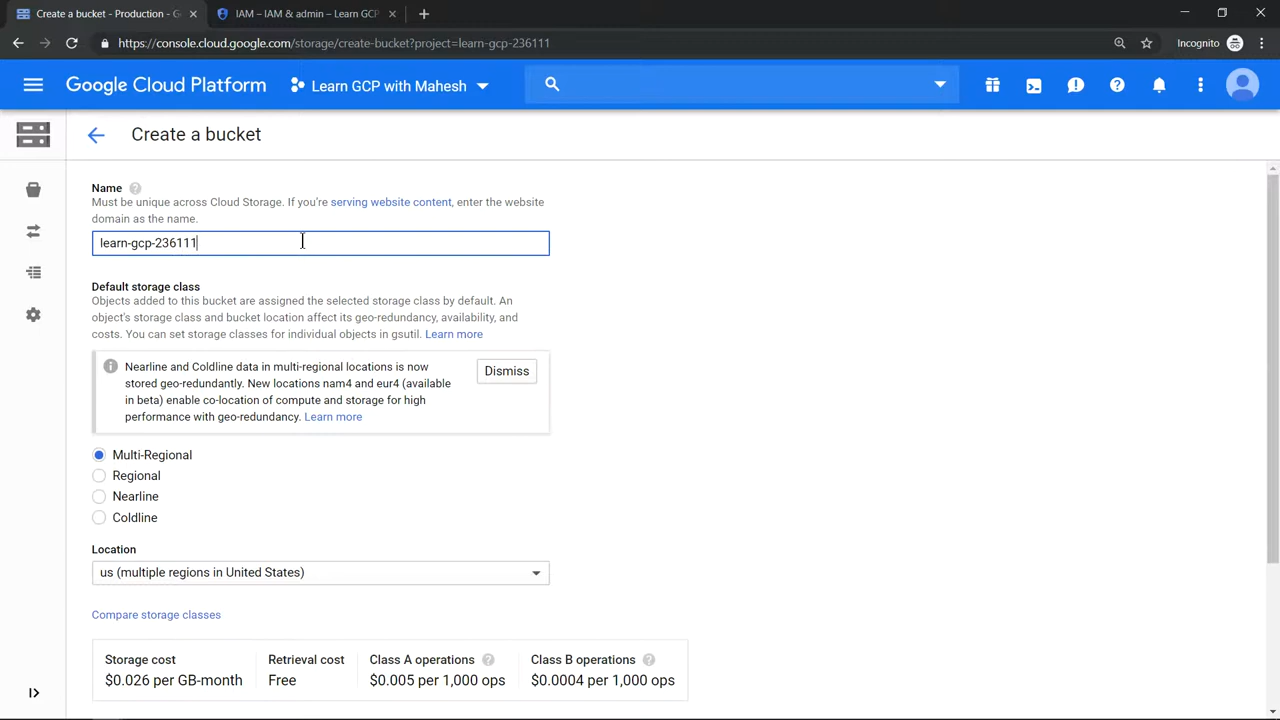 Create a bucket - Production - G
IAM – IAM & admin – Learn GCP
https://console.cloud.google.com/storage/create-bucket?project=learn-gcp-236111
Incognito
Google Cloud Platform
Learn GCP with Mahesh
Create a bucket
Name
Must be unique across Cloud Storage. If you're serving website content, enter the website
domain as the name.
learn-gcp-236111
Default storage class
Objects added to this bucket are assigned the selected storage class by default. An
object's storage class and bucket location affect its geo-redundancy, availability, and
costs. You can set storage classes for individual objects in gsutil. Learn more
Nearline and Coldline data in multi-regional locations is now
stored geo-redundantly. New locations nam4 and eur4 (available
in beta) enable co-location of compute and storage for high
performance with geo-redundancy. Learn more
Dismiss
Multi-Regional
Regional
Nearline
Coldline
Location
us (multiple regions in United States)
Compare storage classes
Storage cost
$0.026 per GB-month
Retrieval cost
Free
Class A operations
$0.005 per 1,000 ops
Class B operations
$0.0004 per 1,000 ops